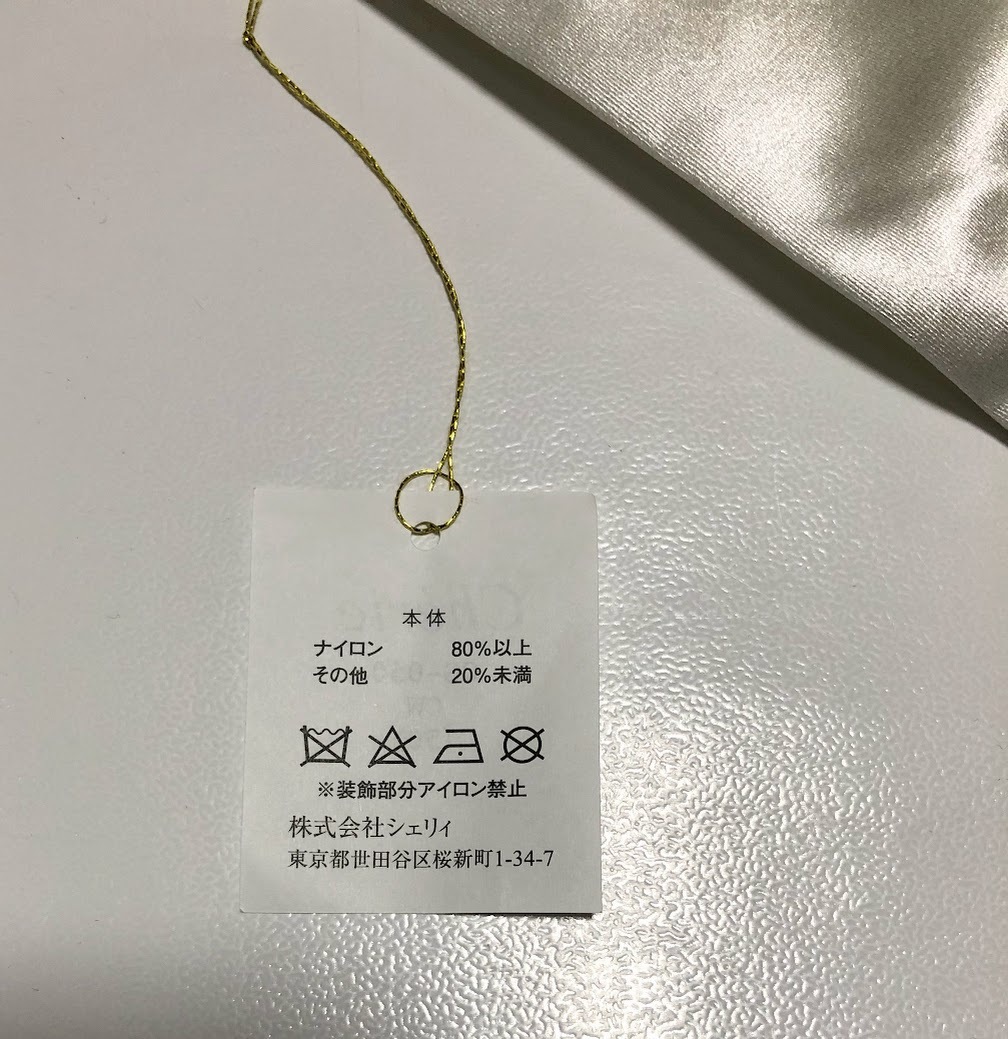 本体
ナイロン 80%以上
その他 20%未満
※装飾部分アイロン禁止
株式会社シェリィ
東京都世田谷区桜新町1-34-7